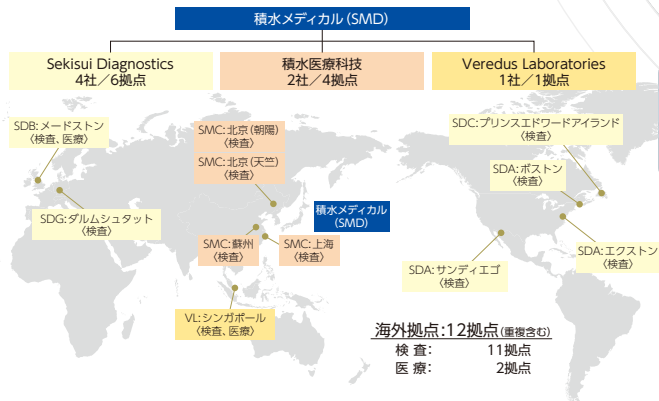 積水メディカル（SMD）
Sekisui Diagnostics
4社／6拠点
積水医療科技
2社／4拠点
Veredus Laboratories
1社／1拠点
SDB：メードストン
〈検査、医療〉
SDG：ダルムシュタット
〈検査〉
SMC：北京（朝陽）
〈検査〉
SMC：北京（天竺）
〈検査〉
積水メディカル
（SMD）
SMC：蘇州
〈検査〉
SMC：上海
〈検査〉
VL：シンガポール
〈検査、医療〉
SDC：プリンスエドワードアイランド
〈検査〉
SDA：ボストン
〈検査〉
SDA：エクストン
〈検査〉
SDA：サンディエゴ
〈検査〉
海外拠点：12拠点（重複含む）
検 査： 11拠点
医 療： 2拠点